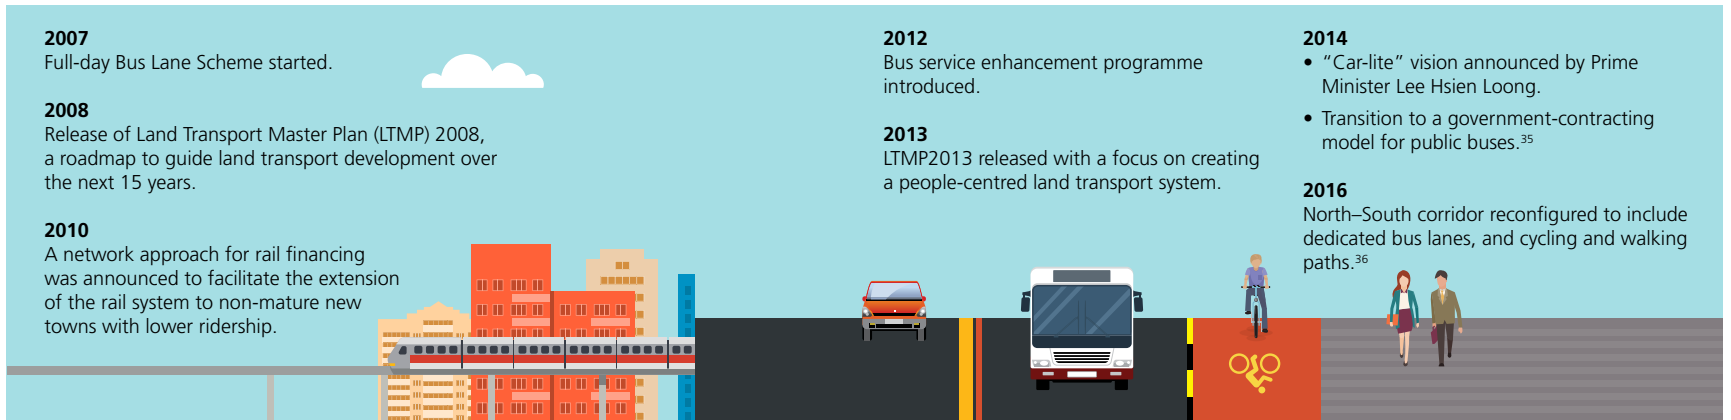 2007
Full-day Bus Lane Scheme started.
2008
Release of Land Transport Master Plan (LTMP) 2008,
a roadmap to guide land transport development over
the next 15 years.
2010
A network approach for rail financing
was announced to facilitate the extension
of the rail system to non-mature new
towns with lower ridership.
2012
Bus service enhancement programme
introduced.
2013
LTMP2013 released with a focus on creating
a people-centred land transport system.
2014
• “Car-lite” vision announced by Prime
Minister Lee Hsien Loong.
• Transition to a government-contracting
model for public buses.35
2016
North–South corridor reconfigured to include
dedicated bus lanes, and cycling and walking
paths.36